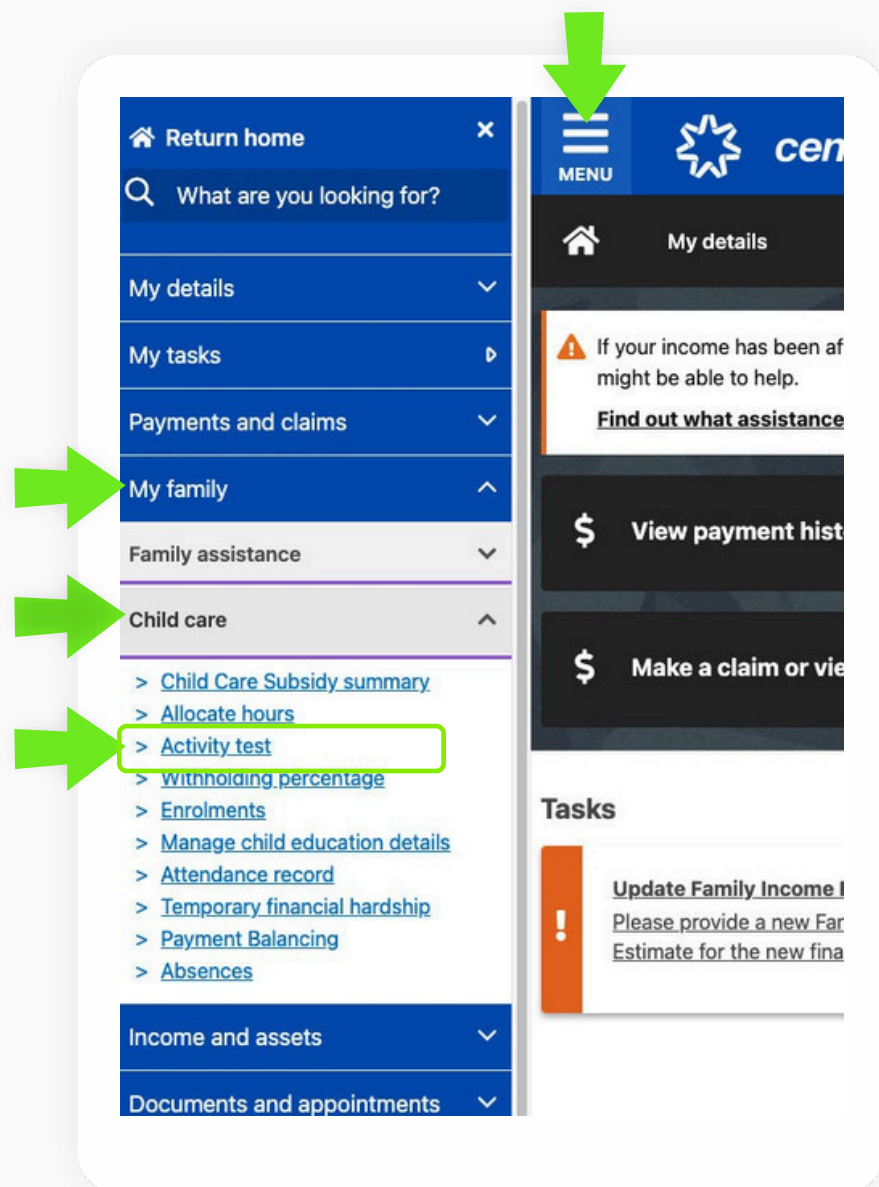 Return home
What are you looking for?
My details
My tasks
Payments and claims
My family
Family assistance
Child care
> Child Care Subsidy summary
> Allocate hours
> Activity test
> Withholding percentage
> Enrolments
> Manage child education details
> Attendance record
> Temporary financial hardship
> Payment Balancing
> Absences
Income and assets
Documents and appointments
MENU
cen
My details
If your income has been af
might be able to help.
Find out what assistance
$ View payment hist
$ Make a claim or vie
Tasks
Update Family Income
Please provide a new Fan
Estimate for the new fina